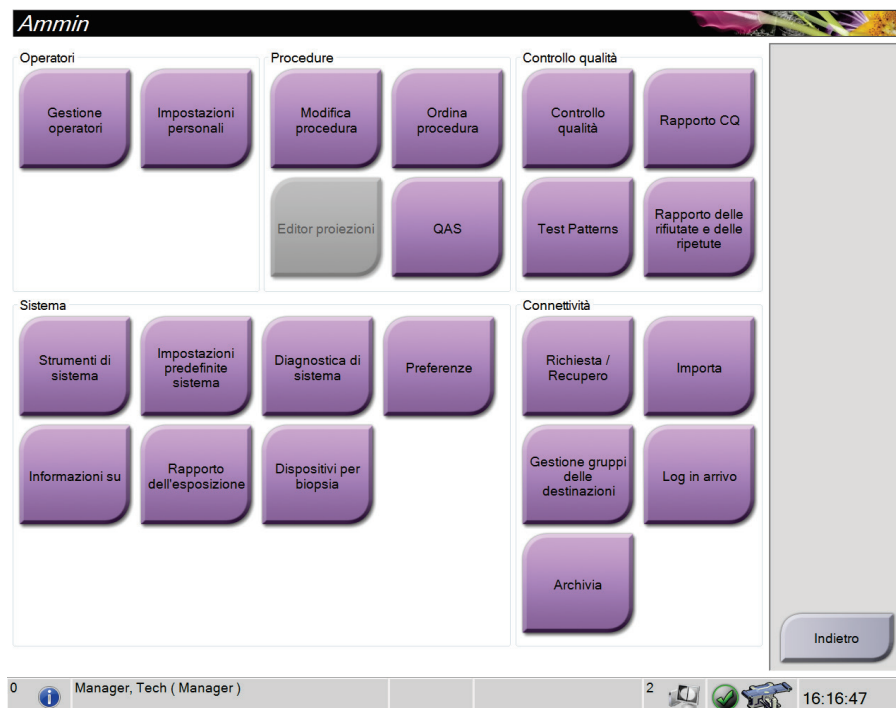 Ammin
Operatori
Gestione
operatori
Impostazioni
personali
Procedure
Modifica
procedura
Ordina
procedura
Editor proiezioni
QAS
Controllo qualità
Controllo
qualità
Rapporto CQ
Test Patterns
Rapporto delle
rifiutate e delle
ripetute
Sistema
Strumenti di
sistema
Impostazioni
predefinite
sistema
Diagnostica di
sistema
Preferenze
Informazioni su
Rapporto
dell'esposizione
Dispositivi per
biopsia
Connettività
Richiesta /
Recupero
Importa
Gestione gruppi
delle
destinazioni
Log in arrivo
Archivia
Indietro
0
Manager, Tech ( Manager )
2
16:16:47